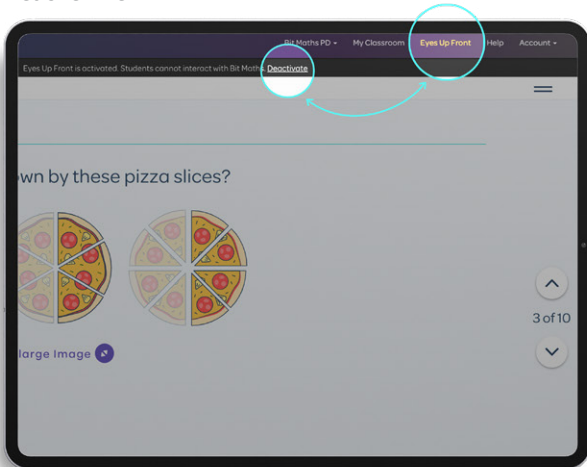 Bit Maths PD My Classroom Eyes Up Front Help Account
Eyes Up Front is activated. Students cannot interact with Bit Maths. Deactivate
wn by these pizza slices?
3 of 10
large Image